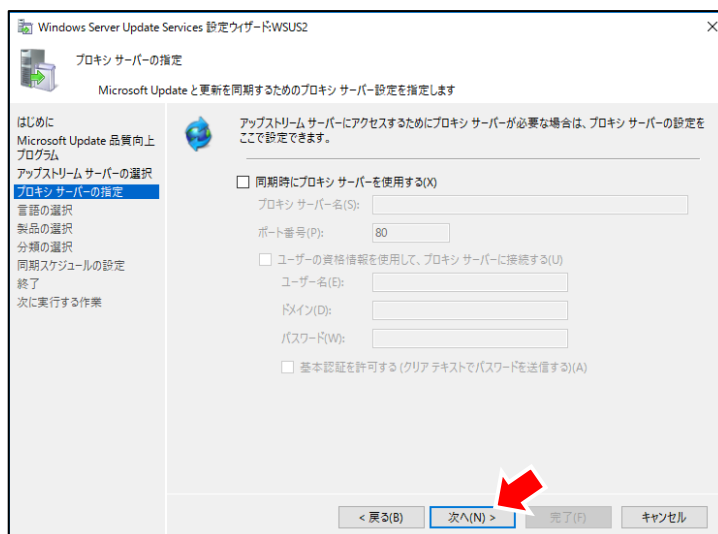 Windows Server Update Services 設定ウィザード:WSUS2
プロキシ サーバーの指定
Microsoft Update と更新を同期するためのプロキシ サーバー設定を指定します
はじめに
Microsoft Update 品質向上
プログラム
アップストリーム サーバーの選択
プロキシ サーバーの指定
言語の選択
製品の選択
分類の選択
同期スケジュールの設定
終了
次に実行する作業
アップストリーム サーバーにアクセスするためにプロキシ サーバーが必要な場合は、プロキシ サーバーの設定を
ここで設定できます。
同期時にプロキシ サーバーを使用する(X)
プロキシ サーバー名(S):
ポート番号(P): 80
ユーザーの資格情報を使用して、プロキシ サーバーに接続する(U)
ユーザー名(E):
ドメイン(D):
パスワード(W):
基本認証を許可する (クリア テキストでパスワードを送信する)(A)
< 戻る(B) 次へ(N) > 完了(F) キャンセル